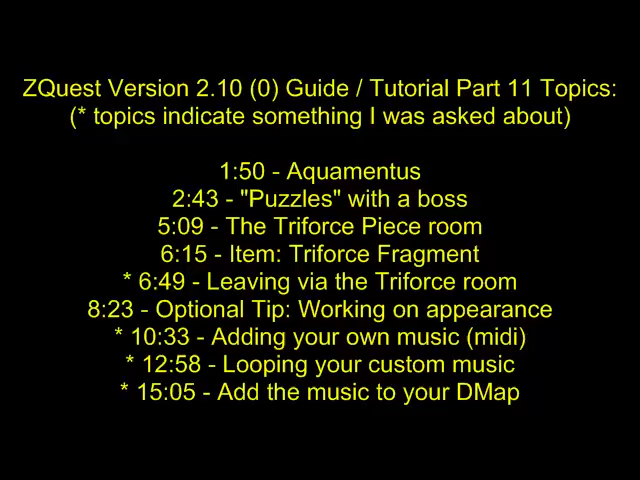 ZQuest Version 2.10 (0) Guide / Tutorial Part 11 Topics:
(* topics indicate something I was asked about)
1:50 - Aquamentus
2:43 - "Puzzles" with a boss
5:09 - The Triforce Piece room
6:15 - Item: Triforce Fragment
* 6:49 - Leaving via the Triforce room
8:23 - Optional Tip: Working on appearance
* 10:33 - Adding your own music (midi)
* 12:58 - Looping your custom music
* 15:05 - Add the music to your DMap